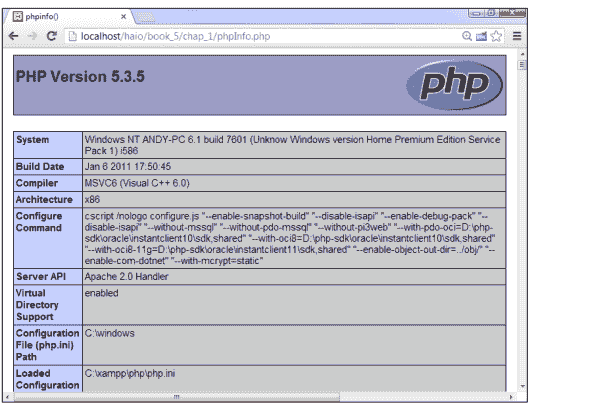 phpinfo()
localhost/haio/book_5/chap_1/phpInfo.php
PHP Version 5.3.5
php
System
Windows NT ANDY-PC 6.1 build 7601 (Unknow Windows version Home Premium Edition Service
Pack 1) i586
Build Date
Jan 6 2011 17:50:45
Compiler
MSVC6 (Visual C++ 6.0)
Architecture
x86
Configure
Command
cscript /nologo configure.js "--enable-snapshot-build" "--disable-isapi" "--enable-debug-pack" "--
disable-isapi" "--without-mssql" "--without-pdo-mssql" "--without-pi3web" "--with-pdo-oci=D:\php-
sdk\oracle\instantclient10\sdk,shared" "--with-oci8=D:\php-sdk\oracle\instantclient10\sdk,shared"
"--with-oci8-11g=D:\php-sdk\oracle\instantclient11\sdk,shared" "--enable-object-out-dir=../obj/" "--
enable-com-dotnet" "--with-mcrypt=static"
Server API
Apache 2.0 Handler
Virtual
Directory
Support
enabled
Configuration
File (php.ini)
Path
C:\windows
Loaded
Configuration
C:\xampp\php\php.ini